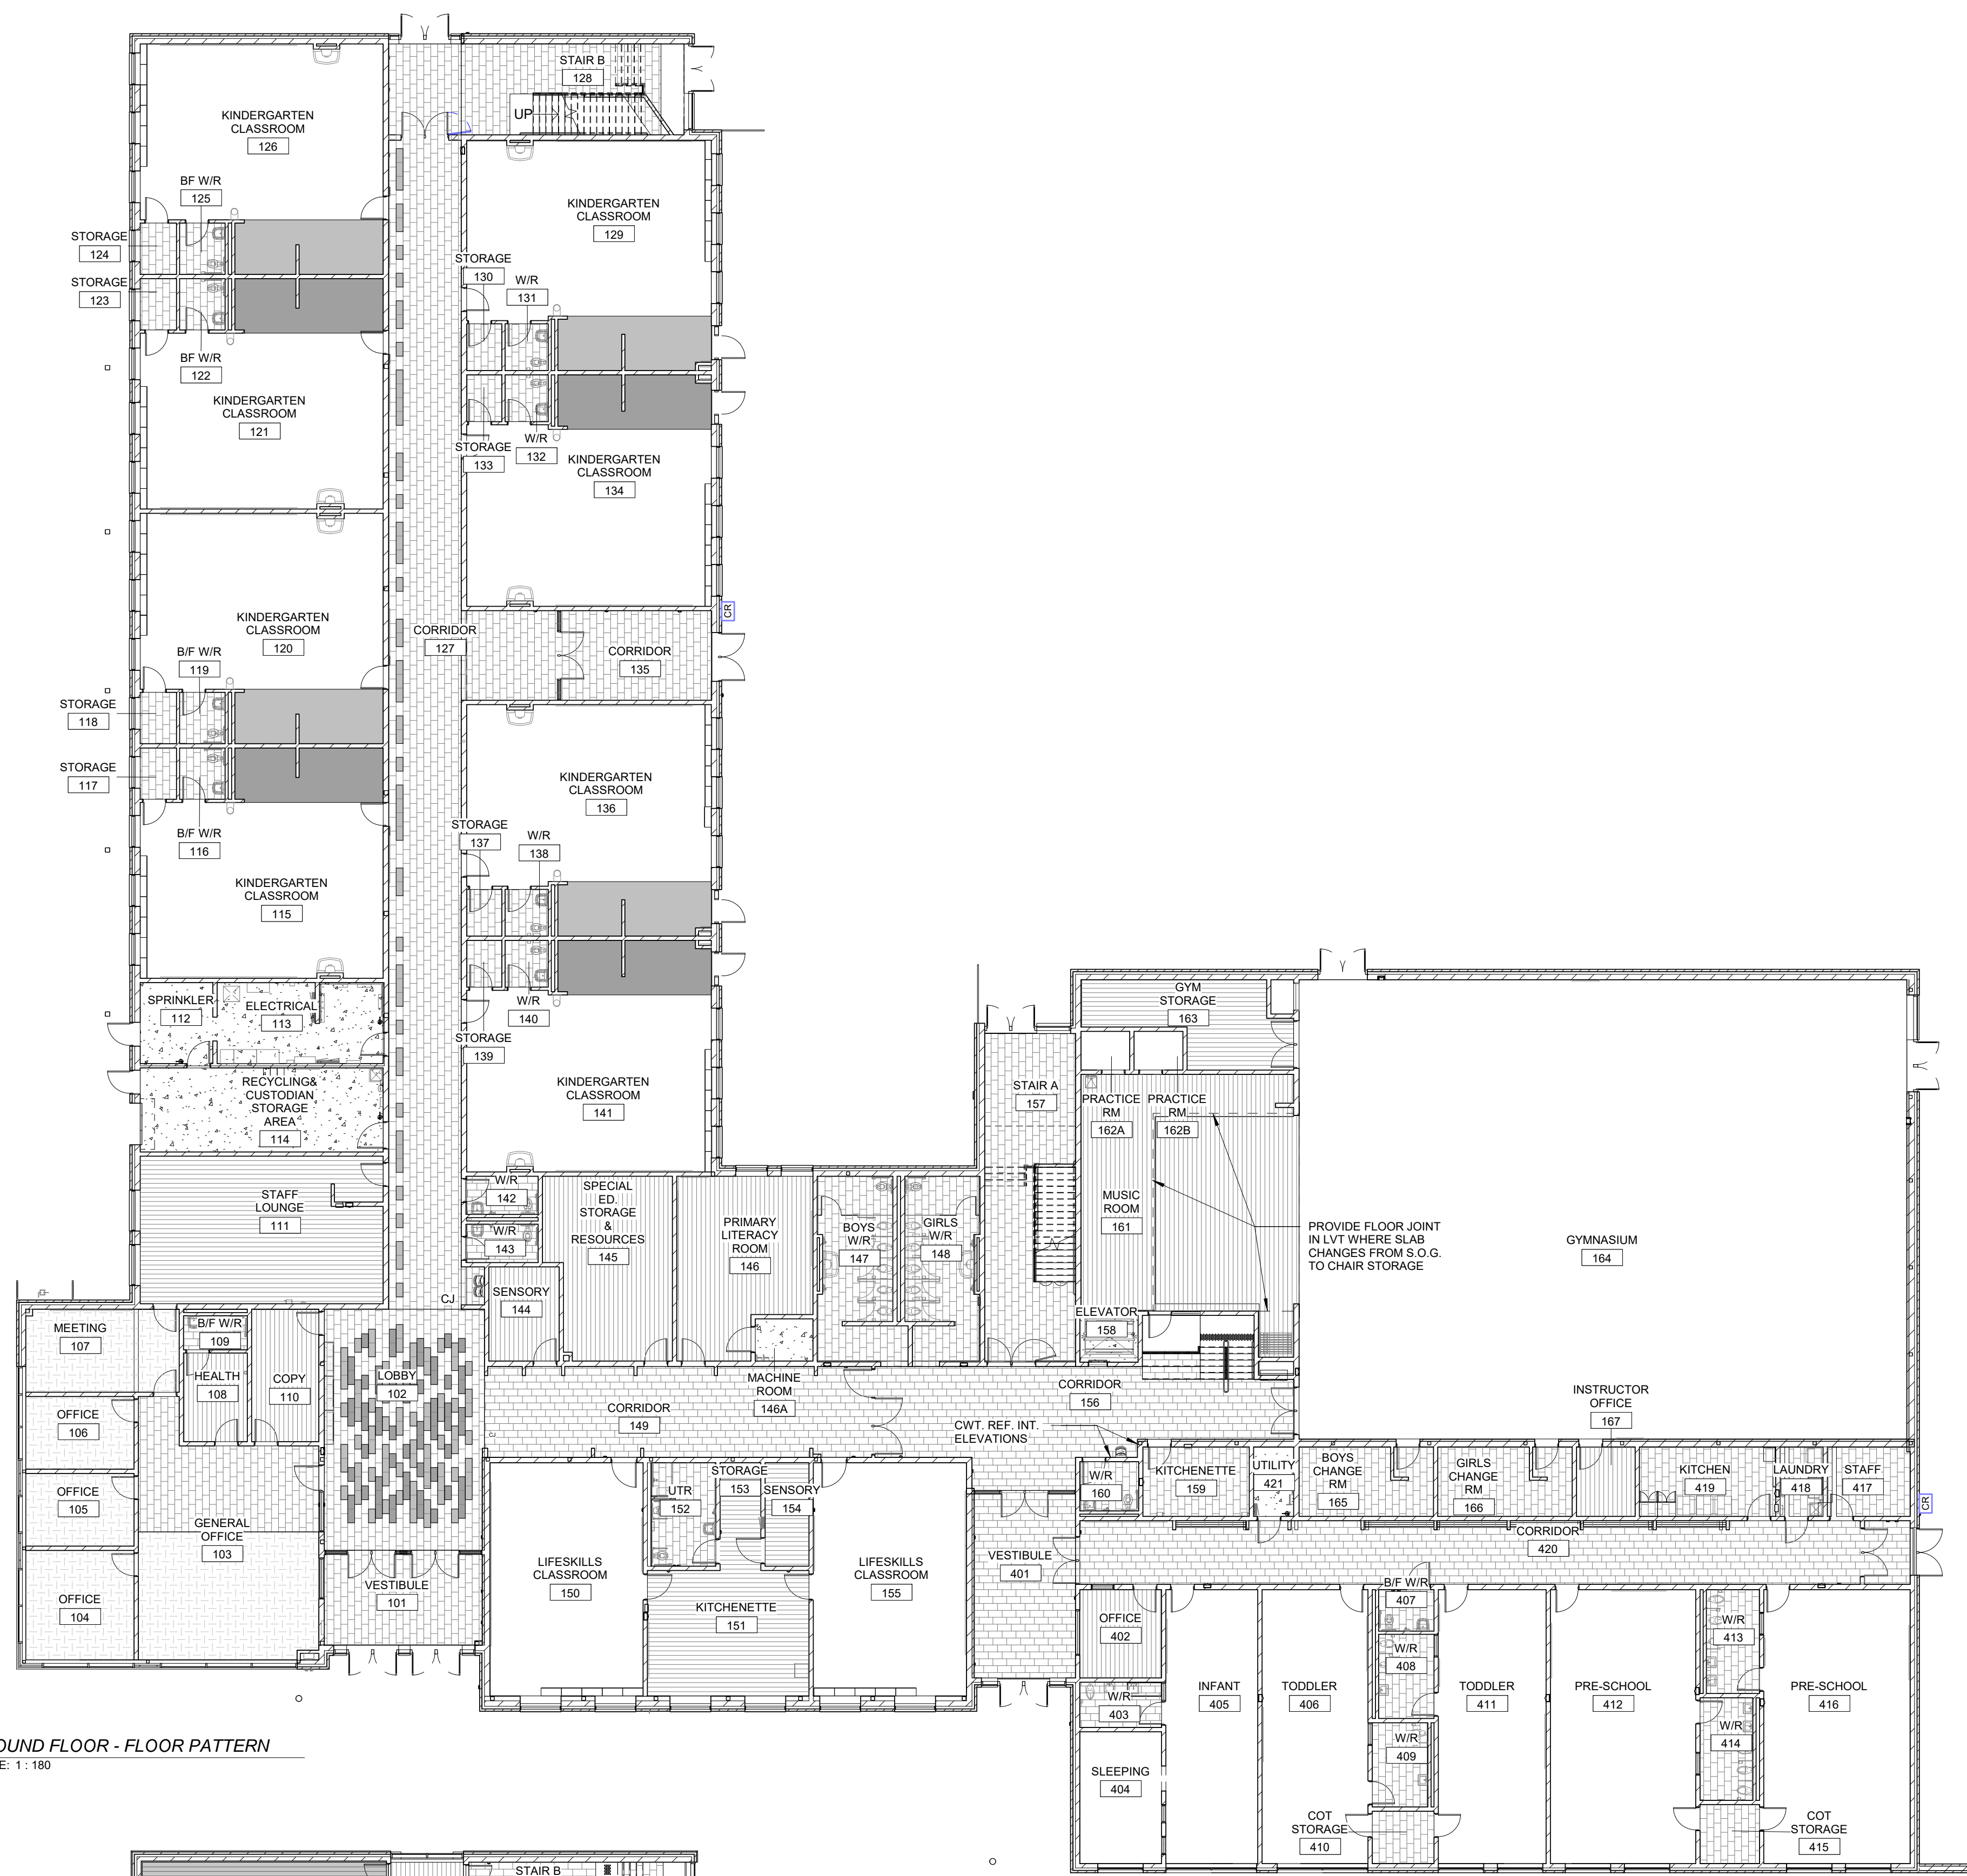 STAIR B
128
UP
KINDERGARTEN
CLASSROOM
126
BF W/R
125
STORAGE
124
STORAGE
123
BF W/R
122
KINDERGARTEN
CLASSROOM
121
KINDERGARTEN
CLASSROOM
129
STORAGE
130
W/R
131
W/R
132
STORAGE
133
KINDERGARTEN
CLASSROOM
134
KINDERGARTEN
CLASSROOM
120
B/F W/R
119
STORAGE
118
STORAGE
117
B/F W/R
116
KINDERGARTEN
CLASSROOM
115
CORRIDOR
127
CORRIDOR
135
CR
KINDERGARTEN
CLASSROOM
136
STORAGE
137
W/R
138
W/R
140
STORAGE
139
KINDERGARTEN
CLASSROOM
141
SPRINKLER
112
ELECTRICAL
113
RECYCLING&
CUSTODIAN
STORAGE
AREA
114
STAFF
LOUNGE
111
W/R
142
W/R
143
SENSORY
144
SPECIAL
ED.
STORAGE
&
RESOURCES
145
PRIMARY
LITERACY
ROOM
146
BOYS
W/R
147
GIRLS
W/R
148
STAIR A
157
GYM
STORAGE
163
PRACTICE
RM
162A
PRACTICE
RM
162B
MUSIC
ROOM
161
PROVIDE FLOOR JOINT
IN LVT WHERE SLAB
CHANGES FROM S.O.G.
TO CHAIR STORAGE
GYMNASIUM
164
ELEVATOR
158
CJ
MEETING
107
B/F W/R
109
HEALTH
108
COPY
110
LOBBY
102
OFFICE
106
OFFICE
105
GENERAL
OFFICE
103
OFFICE
104
VESTIBULE
101
MACHINE
ROOM
146A
CORRIDOR
149
CJ
CORRIDOR
156
CWT. REF. INT.
ELEVATIONS
INSTRUCTOR
OFFICE
167
LIFESKILLS
CLASSROOM
150
UTR
152
STORAGE
153
SENSORY
154
KITCHENETTE
151
LIFESKILLS
CLASSROOM
155
VESTIBULE
401
W/R
160
KITCHENETTE
159
UTILITY
421
BOYS
CHANGE
RM
165
GIRLS
CHANGE
RM
166
KITCHEN
419
LAUNDRY
418
STAFF
417
CR
CORRIDOR
420
OFFICE
402
W/R
403
SLEEPING
404
INFANT
405
TODDLER
406
B/F W/R
407
W/R
408
W/R
409
COT
STORAGE
410
TODDLER
411
PRE-SCHOOL
412
W/R
413
W/R
414
COT
STORAGE
415
PRE-SCHOOL
416
OUND FLOOR - FLOOR PATTERN
E: 1 : 180
STAIR B